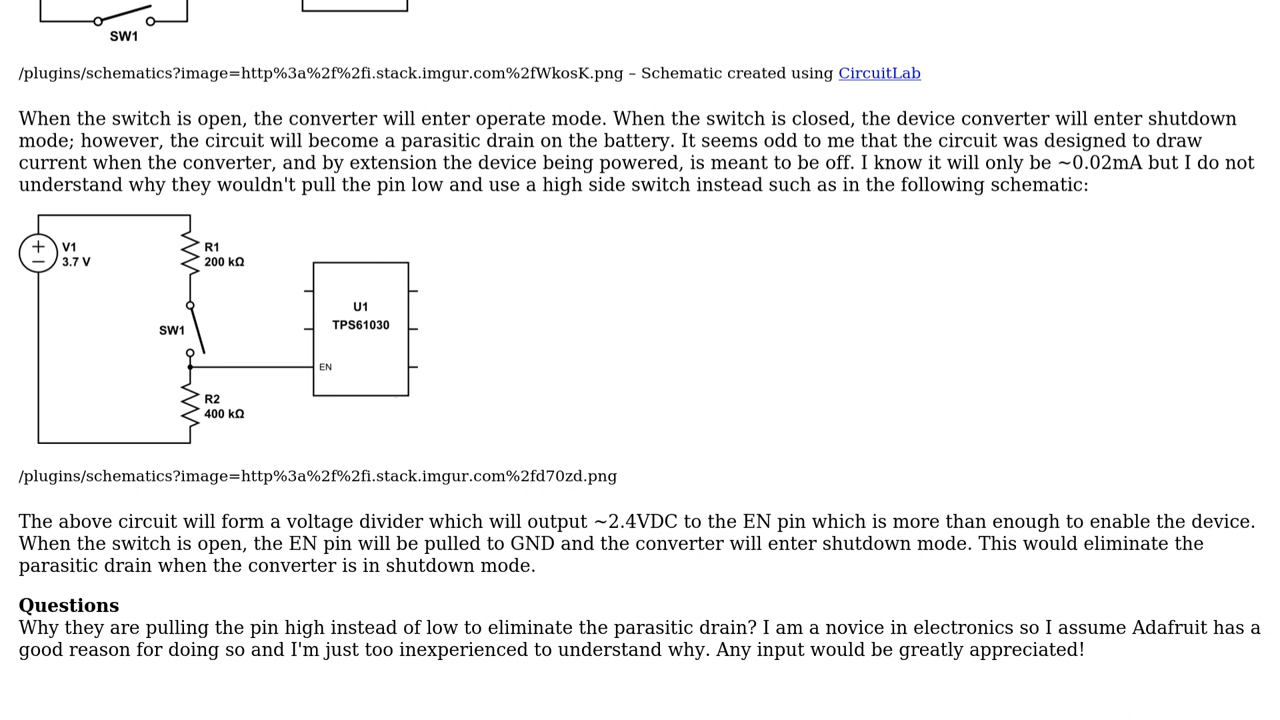 SW1
/plugins/schematics?image=http%3a%2f%2fi.stack.imgur.com%2fWkosK.png – Schematic created using CircuitLab
When the switch is open, the converter will enter operate mode. When the switch is closed, the device converter will enter shutdown
mode; however, the circuit will become a parasitic drain on the battery. It seems odd to me that the circuit was designed to draw
current when the converter, and by extension the device being powered, is meant to be off. I know it will only be ~0.02mA but I do not
understand why they wouldn't pull the pin low and use a high side switch instead such as in the following schematic:
V1
3.7 V
R1
200 kΩ
SW1
U1
TPS61030
EN
R2
400 kΩ
/plugins/schematics?image=http%3a%2f%2fi.stack.imgur.com%2fd70zd.png
The above circuit will form a voltage divider which will output ~2.4VDC to the EN pin which is more than enough to enable the device.
When the switch is open, the EN pin will be pulled to GND and the converter will enter shutdown mode. This would eliminate the
parasitic drain when the converter is in shutdown mode.
Questions
Why they are pulling the pin high instead of low to eliminate the parasitic drain? I am a novice in electronics so I assume Adafruit has a
good reason for doing so and I'm just too inexperienced to understand why. Any input would be greatly appreciated!